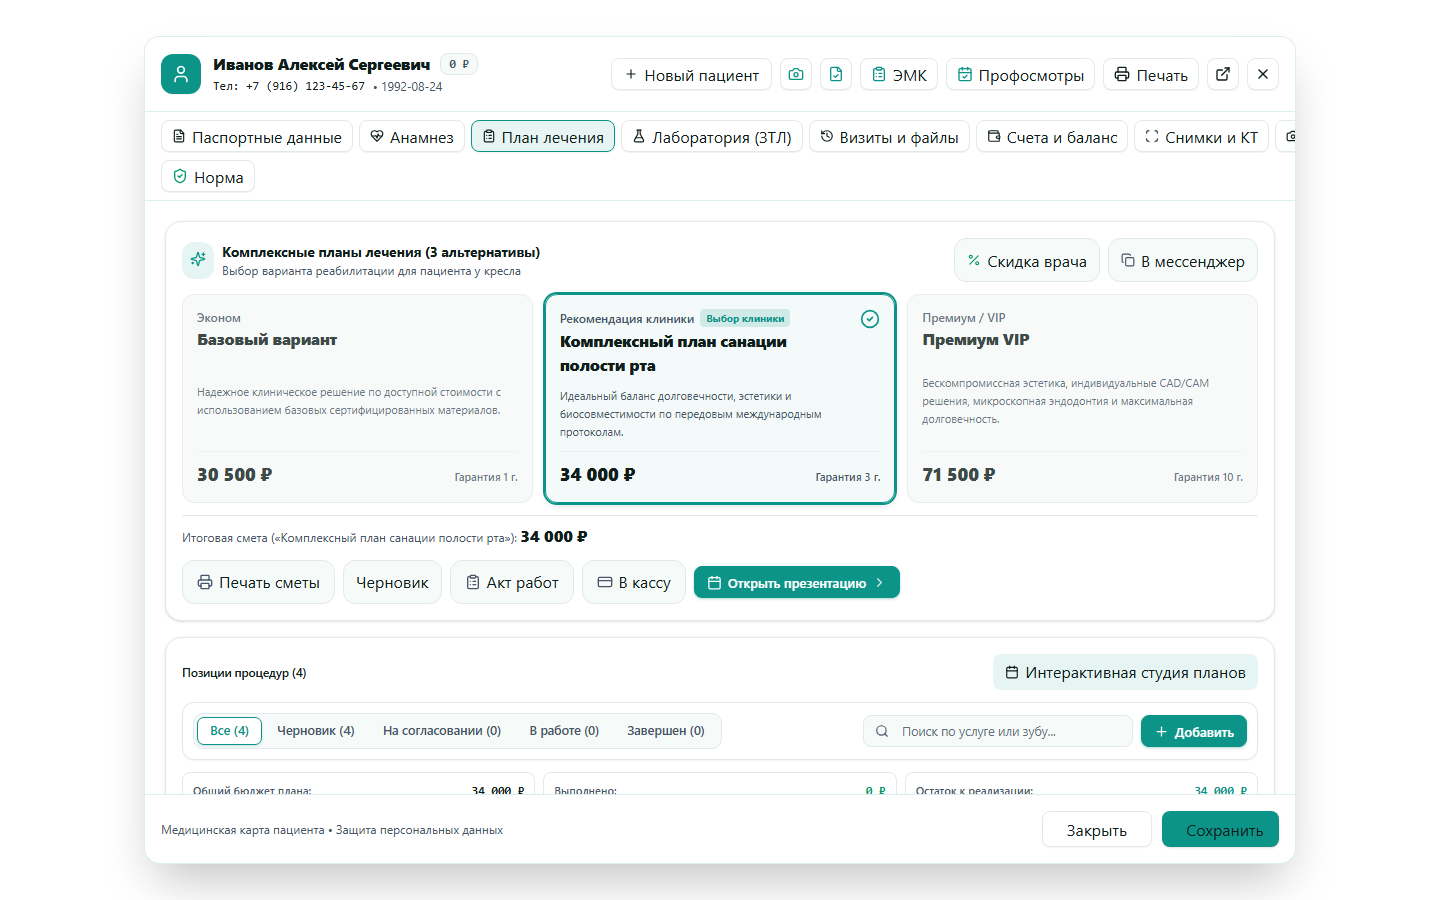 Иванов Алексей Сергеевич 0 ₽
Тел: +7 (916) 123-45-67 • 1992-08-24
Новый пациент
ЭМК
Профосмотры
Печать
Паспортные данные
Анамнез
План лечения
Лаборатория (ЗТЛ)
Визиты и файлы
Счета и баланс
Снимки и КТ
Норма
Комплексные планы лечения (3 альтернативы)
Выбор варианта реабилитации для пациента у кресла
Скидка врача
В мессенджер
Эконом
Базовый вариант
Надежное клиническое решение по доступной стоимости с
использованием базовых сертифицированных материалов.
30 500 ₽
Гарантия 1 г.
Рекомендация клиники Выбор клиники
Комплексный план санации
полости рта
Идеальный баланс долговечности, эстетики и
биосовместимости по передовым международным
протоколам.
34 000 ₽
Гарантия 3 г.
Премиум / VIP
Премиум VIP
Бескомпромиссная эстетика, индивидуальные CAD/CAM
решения, микроскопная эндодонтия и максимальная
долговечность.
71 500 ₽
Гарантия 10 г.
Итоговая смета («Комплексный план санации полости рта»): 34 000 ₽
Печать сметы
Черновик
Акт работ
В кассу
Открыть презентацию
Позиции процедур (4)
Интерактивная студия планов
Все (4)
Черновик (4)
На согласовании (0)
В работе (0)
Завершен (0)
Поиск по услуге или зубу...
Добавить
Общий бюджет плана: 34 000 ₽
Выполнено: 0 ₽
Остаток к реализации: 34 000 ₽
Медицинская карта пациента • Защита персональных данных
Закрыть
Сохранить